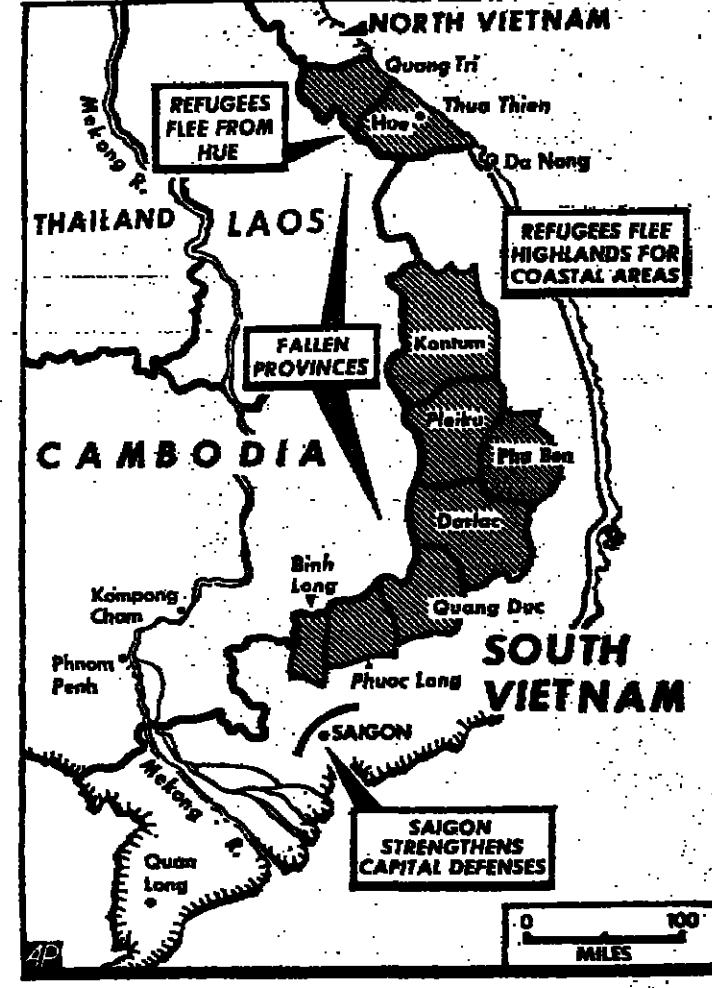 NORTH VIETNAM
Quang Tri
Thua Thien
Hue
REFUGEES
FLEE FROM
HUE
Mekong R.
Da Nang
THAILAND
LAOS
REFUGEES FLEE
HIGHLANDS FOR
COASTAL AREAS
Kontum
FALLEN
PROVINCES
Pleiku
CAMBODIA
Phu Bon
Darlac
Binh
Long
Kompong
Cham
Quang Duc
Phnom
Penh
SOUTH
VIETNAM
Phuoc Long
SAIGON
Mekong R.
SAIGON
STRENGTHENS
CAPITAL DEFENSES
Quan
Long
0 100
MILES
AP